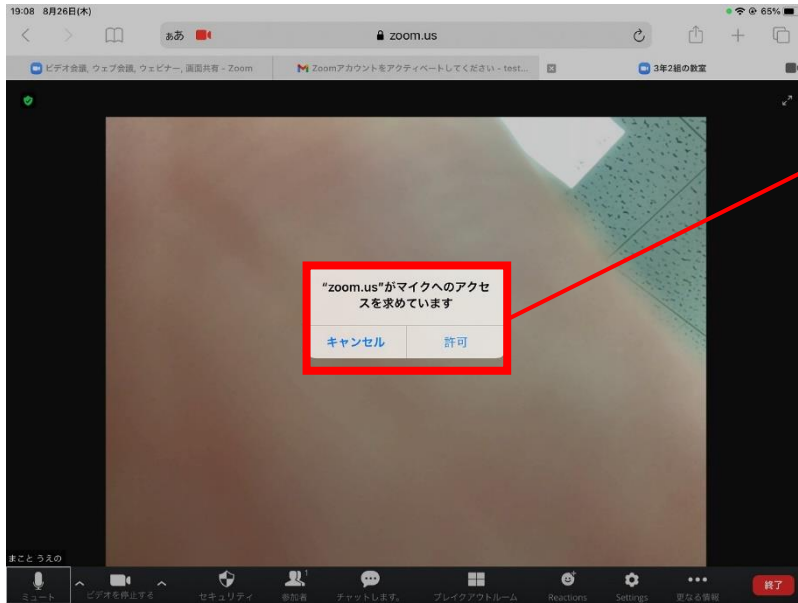 19:08 8月26日(木)
65%
ああ
zoom.us
ビデオ会議, ウェブ会議, ウェビナー, 画面共有 - Zoom
Zoomアカウントをアクティベートしてください - test...
3年2組の教室
"zoom.us"がマイクへのアクセ
スを求めています
キャンセル 許可
まこと うえの
ミュート
ビデオを停止する
セキュリティ
1
参加者
チャットします。
ブレイクアウトルーム
Reactions
Settings
更なる情報
終了